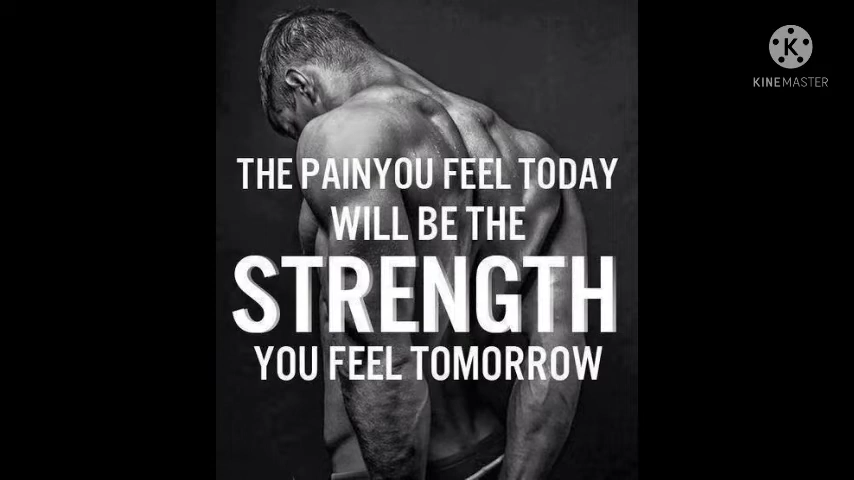 THE PAINYOU FEEL TODAY
WILL BE THE
STRENGTH
YOU FEEL TOMORROW
K
KINEMASTER